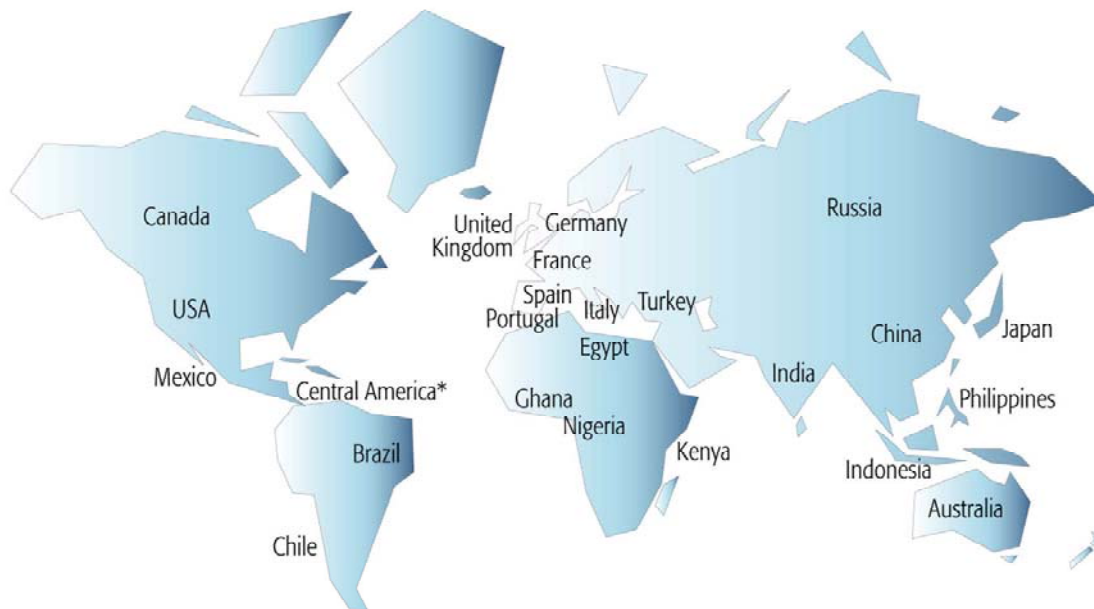 Canada
USA
Mexico
Central America*
Brazil
Chile
United
Kingdom
Germany
France
Spain
Portugal
Italy
Turkey
Egypt
Ghana
Nigeria
Kenya
Russia
China
Japan
India
Philippines
Indonesia
Australia